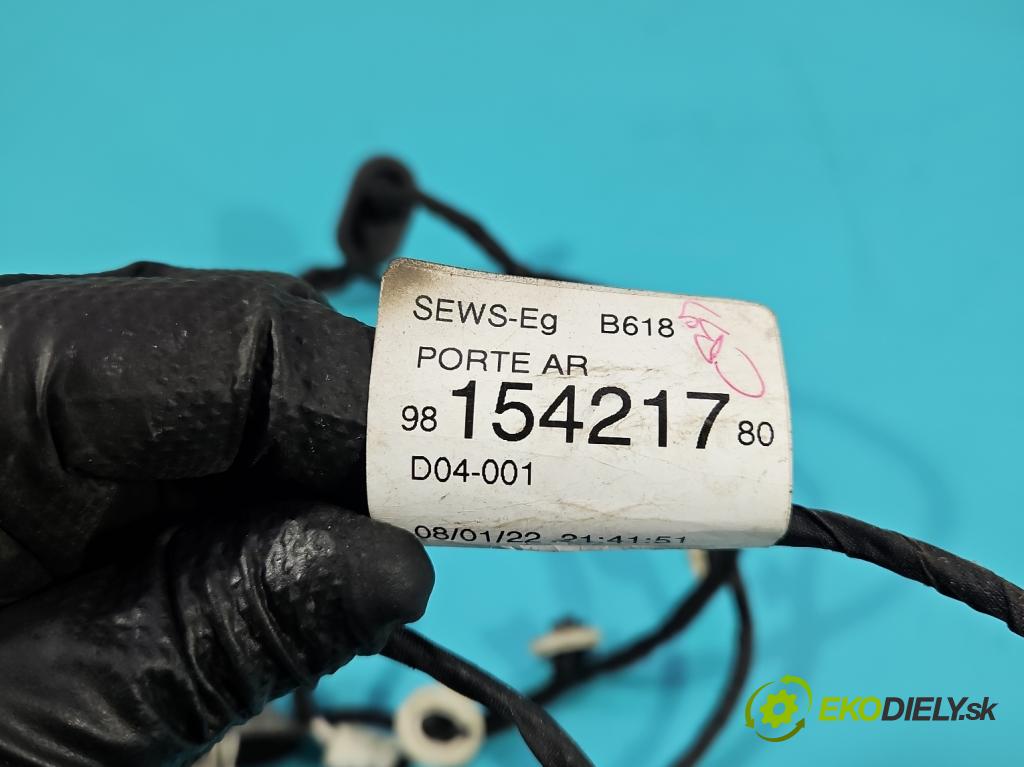 SEWS-Eg B618
PORTE AR
98 154217 80
D04-001
08/01/22 21:41:51
EKODIELY.sk